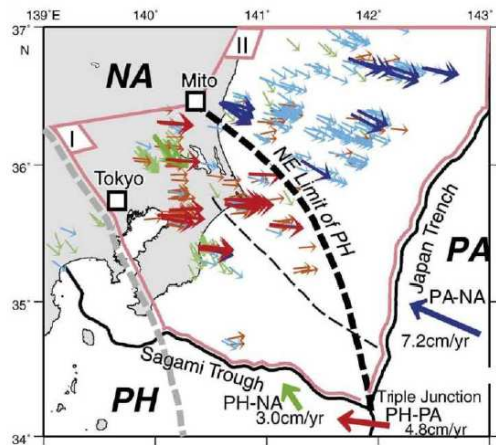 139°E 140° 141° 142° 143°
37°
N
II
NA
Mito
I
36°
Tokyo
NE Limit of PH
PA
Japan Trench
PA-NA
35°
7.2cm/yr
Sagami Trough
PH-NA
3.0cm/yr
Triple Junction
PH-PA
4.8cm/yr
PH
34°